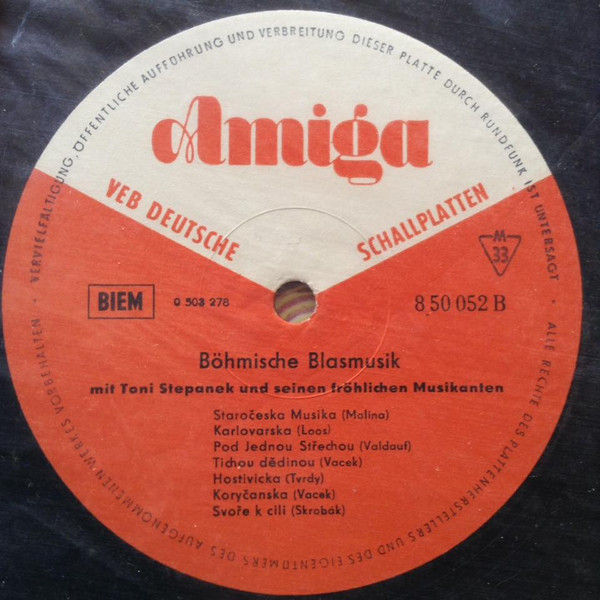 Amiga
VEB DEUTSCHE SCHALLPLATTEN
M
33
BIEM
0 503 278
8 50 052 B
Böhmische Blasmusik
mit Toni Stepanek und seinen fröhlichen Musikanten
Staročeska Musika (Malina)
Karlovarska (Loos)
Pod Jednou Střechou (Valdauf)
Tichou dědinou (Vacek)
Hostivicka (Tvrdy)
Koryčanska (Vacek)
Svoře k cili (Skrobák)
ALLE RECHTE DES PLATTENHERSTELLERS UND DES EIGENTÜMERS DES AUFGENOMMENEN WERKES VORBEHALTEN · VERVIELFÄLTIGUNG, ÖFFENTLICHE AUFFÜHRUNG UND VERBREITUNG DIESER PLATTE DURCH RUNDFUNK IST UNTERSAGT ·